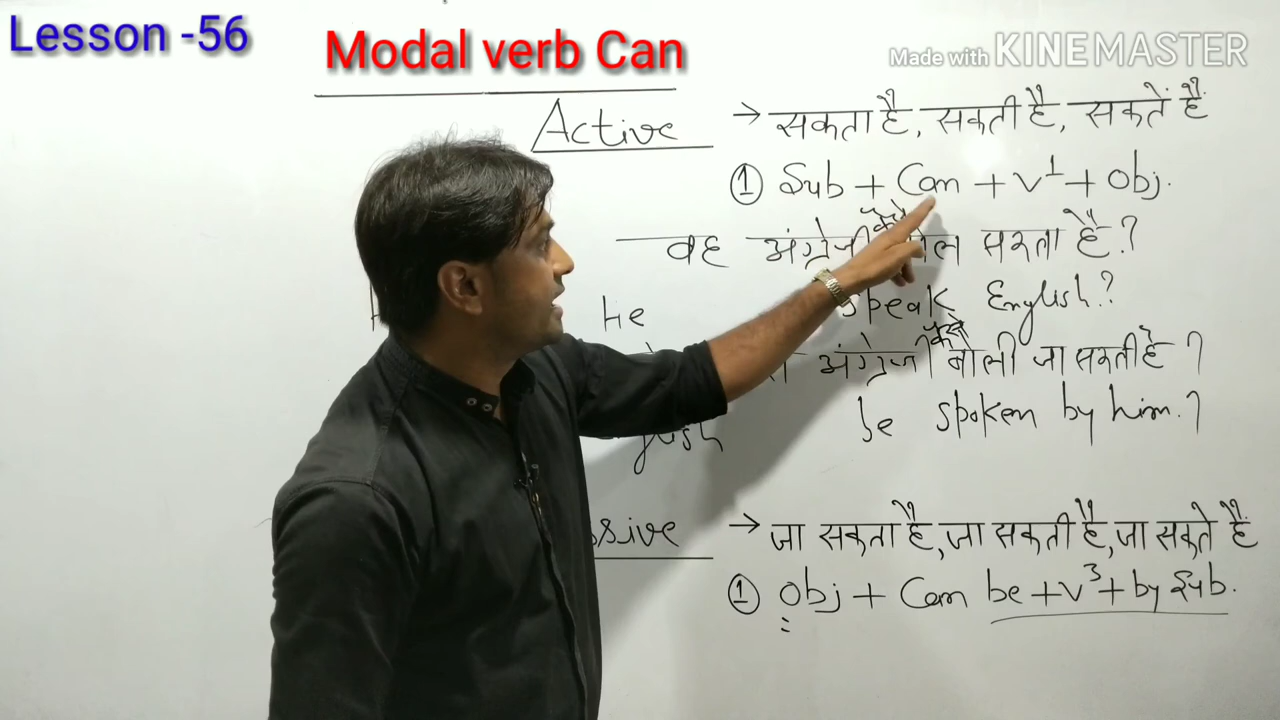 Lesson -56
Modal verb Can
Made with KINEMASTER
Active → सकता है, सकती है, सकतें हैं
① Sub + Can + V¹ + Obj.
वह अंग्रेजी कैसे सकता है?
He speak English?
अंग्रेजी कैसे बोली जा सकती है ?
be spoken by him. ?
→ जा सकता है, जा सकती है, जा सकते हैं
① Obj + Can be + V³ + by Sub.